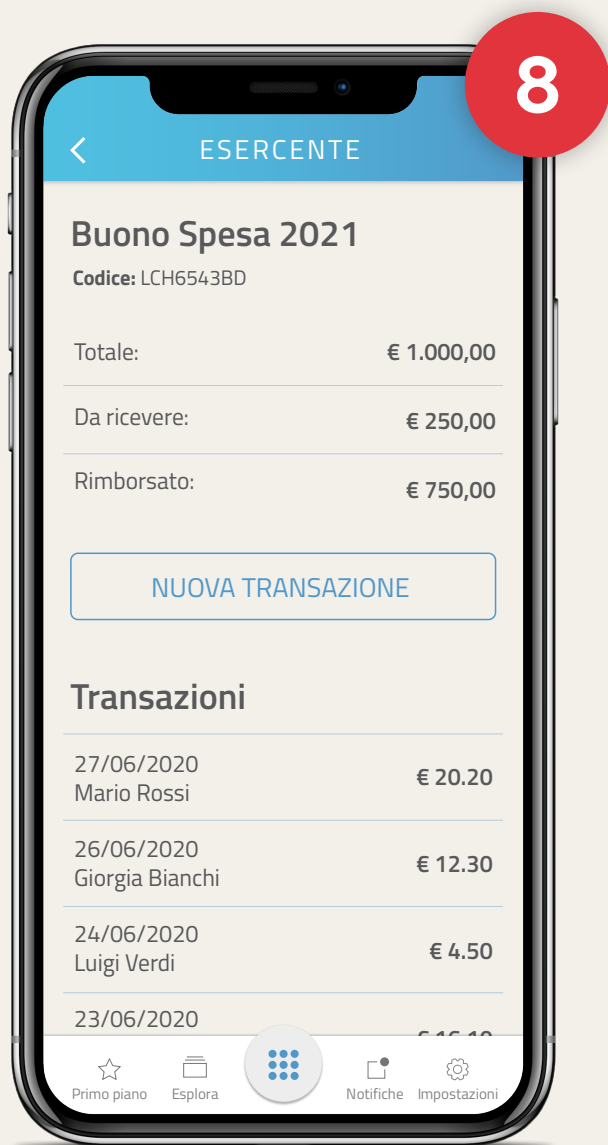 8
ESERCENTE
Buono Spesa 2021
Codice: LCH6543BD
Totale: € 1.000,00
Da ricevere: € 250,00
Rimborsato: € 750,00
NUOVA TRANSAZIONE
Transazioni
27/06/2020
Mario Rossi € 20.20
26/06/2020
Giorgia Bianchi € 12.30
24/06/2020
Luigi Verdi € 4.50
23/06/2020
Primo piano Esplora Notifiche Impostazioni